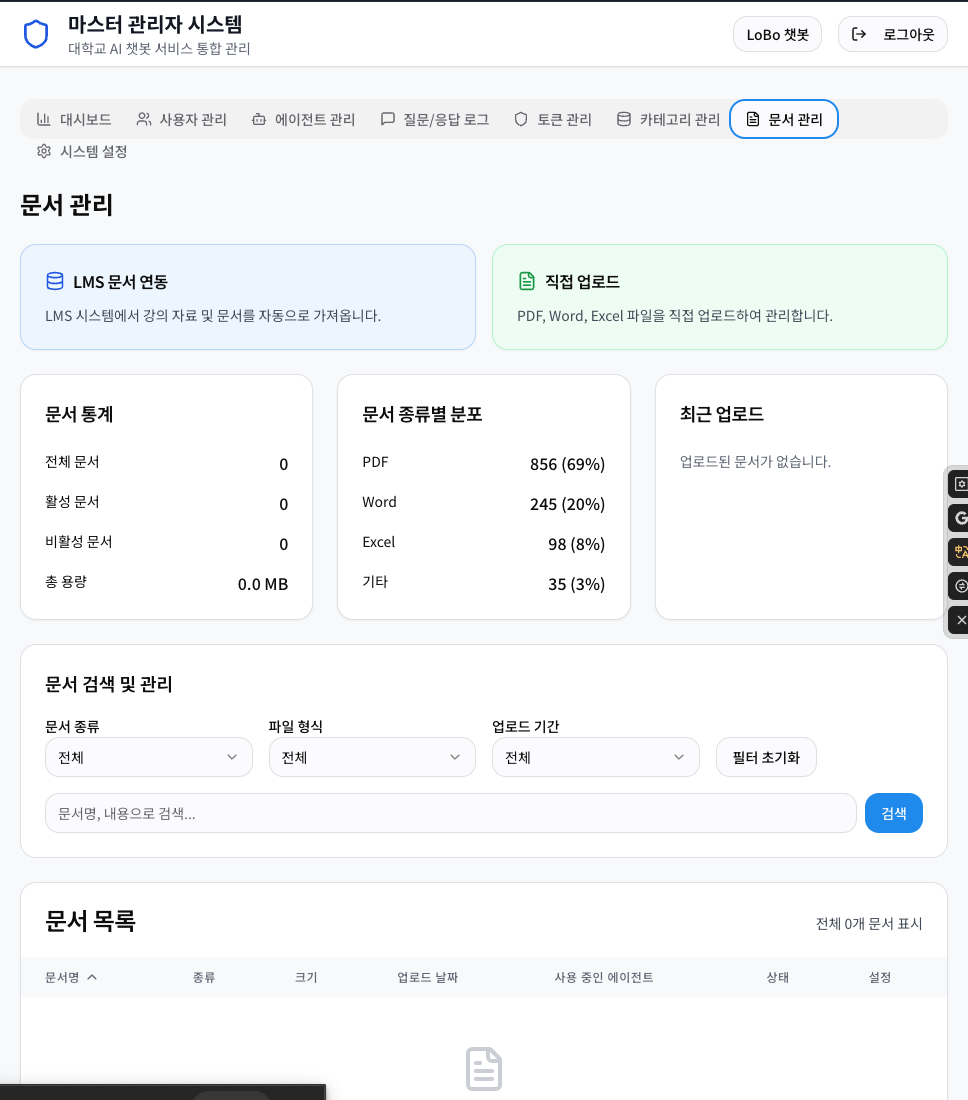 마스터 관리자 시스템
대학교 AI 챗봇 서비스 통합 관리
LoBo 챗봇
로그아웃
대시보드
사용자 관리
에이전트 관리
질문/응답 로그
토큰 관리
카테고리 관리
문서 관리
시스템 설정
문서 관리
LMS 문서 연동
LMS 시스템에서 강의 자료 및 문서를 자동으로 가져옵니다.
직접 업로드
PDF, Word, Excel 파일을 직접 업로드하여 관리합니다.
문서 통계
전체 문서 0
활성 문서 0
비활성 문서 0
총 용량 0.0 MB
문서 종류별 분포
PDF 856 (69%)
Word 245 (20%)
Excel 98 (8%)
기타 35 (3%)
최근 업로드
업로드된 문서가 없습니다.
문서 검색 및 관리
문서 종류
전체
파일 형식
전체
업로드 기간
전체
필터 초기화
문서명, 내용으로 검색...
검색
문서 목록
전체 0개 문서 표시
문서명 종류 크기 업로드 날짜 사용 중인 에이전트 상태 설정